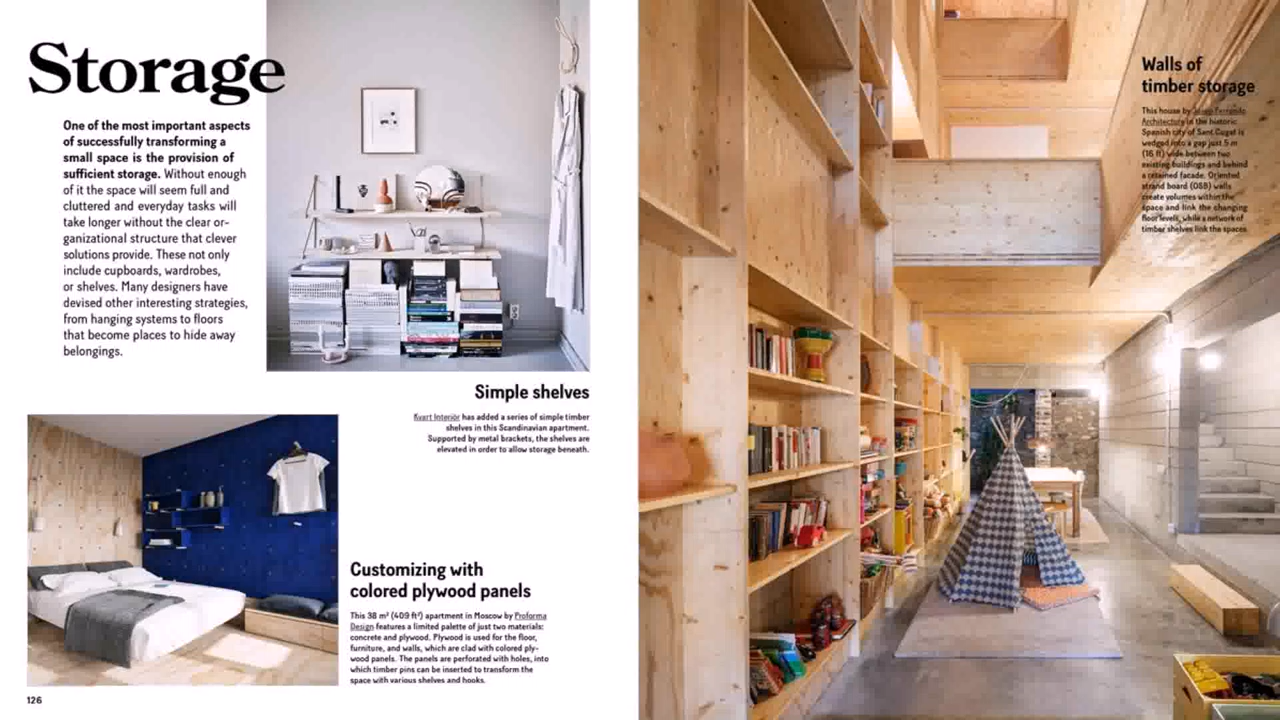 Storage
One of the most important aspects
of successfully transforming a
small space is the provision of
sufficient storage. Without enough
of it the space will seem full and
cluttered and everyday tasks will
take longer without the clear or-
ganizational structure that clever
solutions provide. These not only
include cupboards, wardrobes,
or shelves. Many designers have
devised other interesting strategies,
from hanging systems to floors
that become places to hide away
belongings.
Simple shelves
Kvart Interiör has added a series of simple timber
shelves in this Scandinavian apartment.
Supported by metal brackets, the shelves are
elevated in order to allow storage beneath.
Customizing with
colored plywood panels
This 38 m² (409 ft²) apartment in Moscow by Proforma
Design features a limited palette of just two materials:
concrete and plywood. Plywood is used for the floor,
furniture, and walls, which are clad with colored ply-
wood panels. The panels are perforated with holes, into
which timber pins can be inserted to transform the
space with various shelves and hooks.
126
Walls of
timber storage
This house by Josep Ferrando
Architecture in the historic
Spanish city of Sant Cugat is
wedged into a gap just 5 m
(16 ft) wide between two
existing buildings and behind
a retained facade. Oriented
strand board (OSB) walls
create volumes within the
space and link the changing
floor levels, while a network of
timber shelves link the spaces.